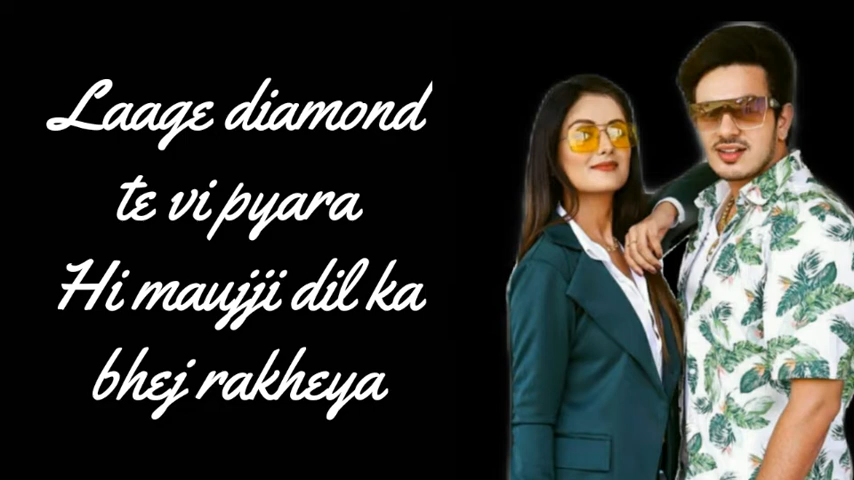 Laage diamond
te vi pyara
Hi maujji dil ka
bhej rakheya